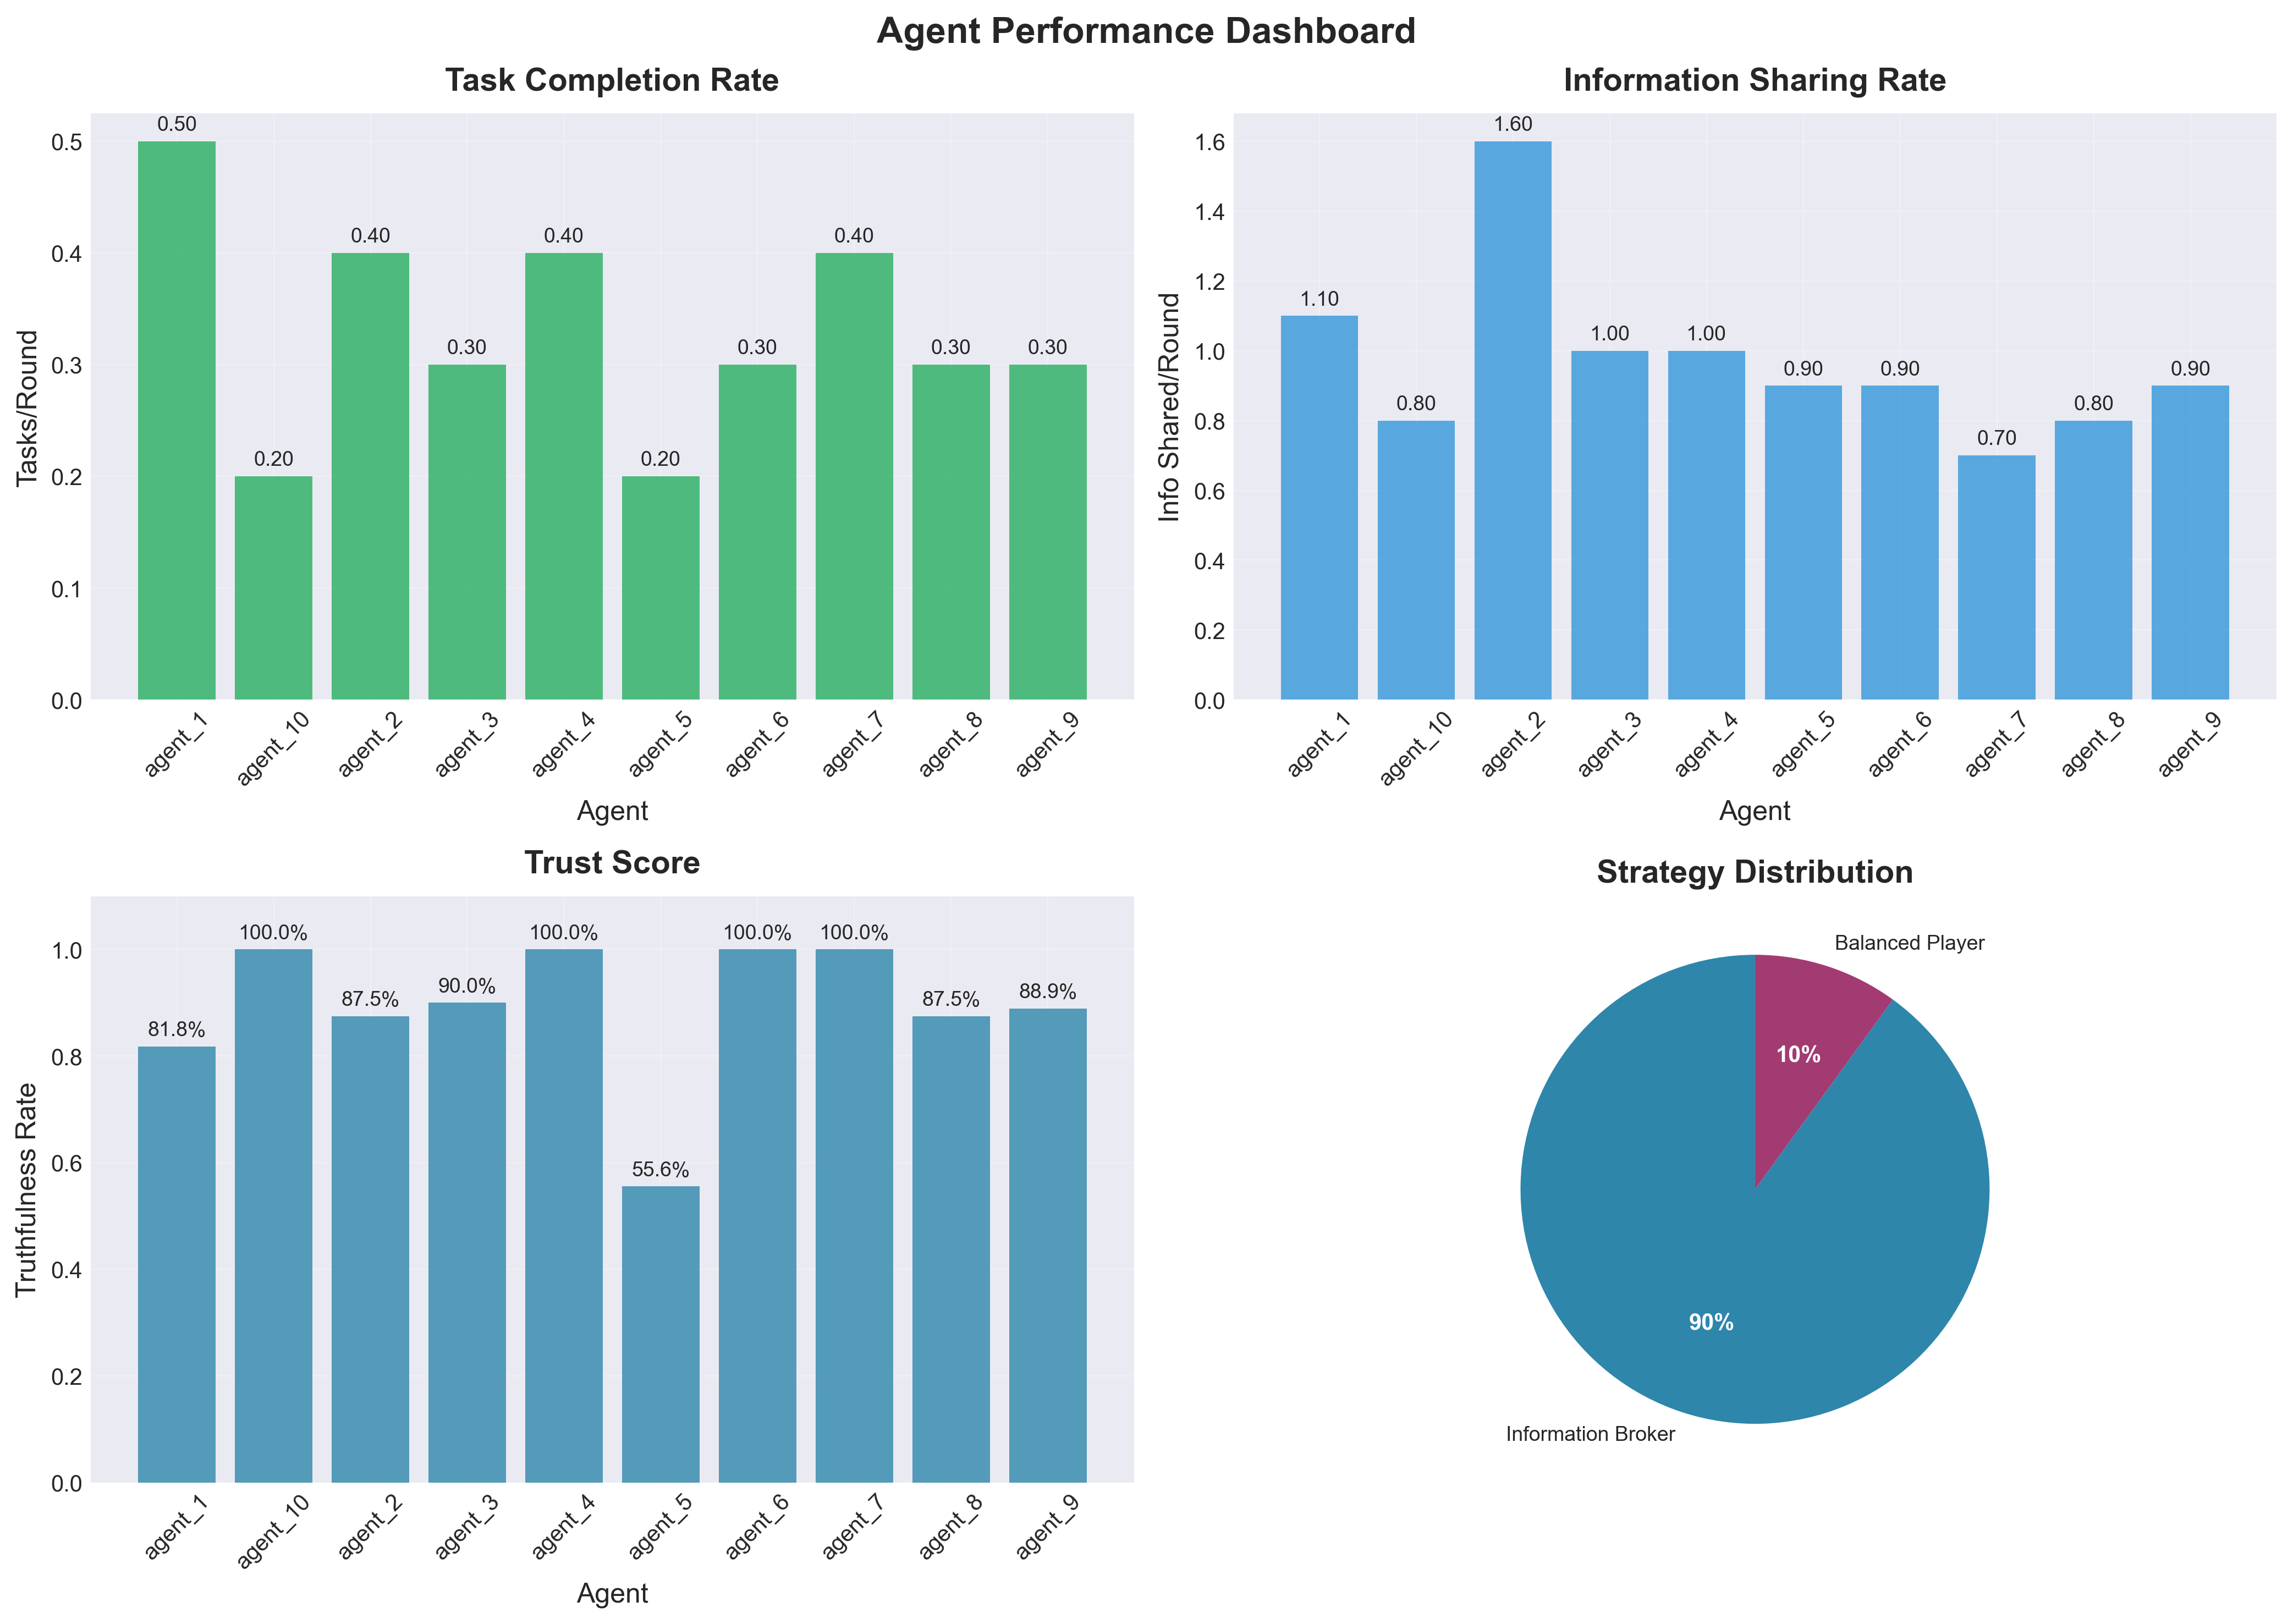 Agent Performance Dashboard
Task Completion Rate
Tasks/Round
0.5
0.4
0.3
0.2
0.1
0.0
0.50
0.20
0.40
0.30
0.40
0.20
0.30
0.40
0.30
0.30
agent_1
agent_10
agent_2
agent_3
agent_4
agent_5
agent_6
agent_7
agent_8
agent_9
Agent
Information Sharing Rate
Info Shared/Round
1.6
1.4
1.2
1.0
0.8
0.6
0.4
0.2
0.0
1.10
0.80
1.60
1.00
1.00
0.90
0.90
0.70
0.80
0.90
agent_1
agent_10
agent_2
agent_3
agent_4
agent_5
agent_6
agent_7
agent_8
agent_9
Agent
Trust Score
Truthfulness Rate
1.0
0.8
0.6
0.4
0.2
0.0
81.8%
100.0%
87.5%
90.0%
100.0%
55.6%
100.0%
100.0%
87.5%
88.9%
agent_1
agent_10
agent_2
agent_3
agent_4
agent_5
agent_6
agent_7
agent_8
agent_9
Agent
Strategy Distribution
Balanced Player
10%
90%
Information Broker